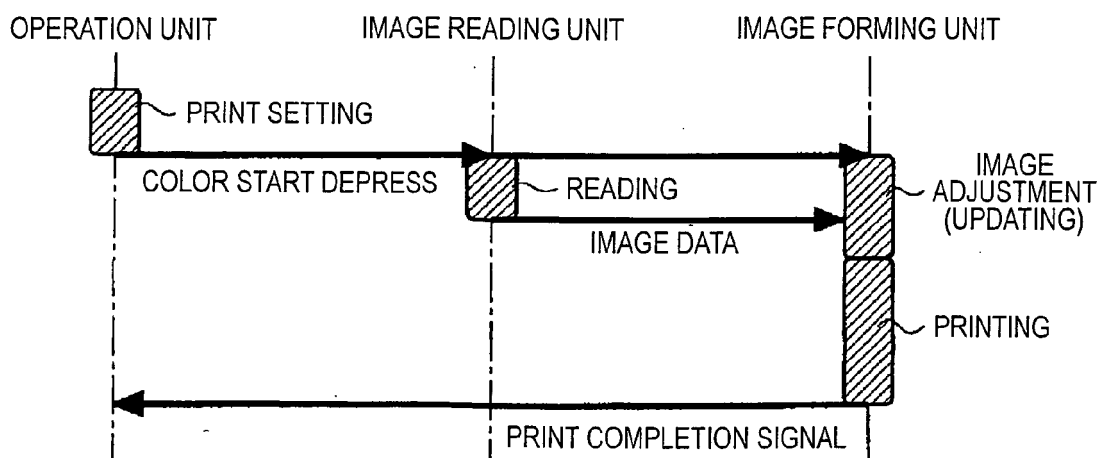 OPERATION UNIT
IMAGE READING UNIT
IMAGE FORMING UNIT
PRINT SETTING
COLOR START DEPRESS
READING
IMAGE
ADJUSTMENT
(UPDATING)
IMAGE DATA
PRINTING
PRINT COMPLETION SIGNAL